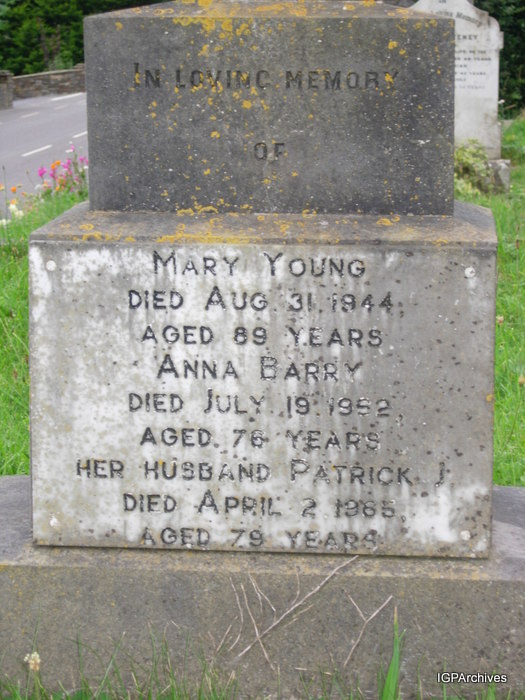 IN LOVING MEMORY
OF
MARY YOUNG
DIED AUG. 31. 1944,
AGED 89 YEARS
ANNA BARRY
DIED JULY 19. 1952,
AGED 76 YEARS
HER HUSBAND PATRICK J
DIED APRIL 2 1965,
AGED 79 YEARS
IGPArchives